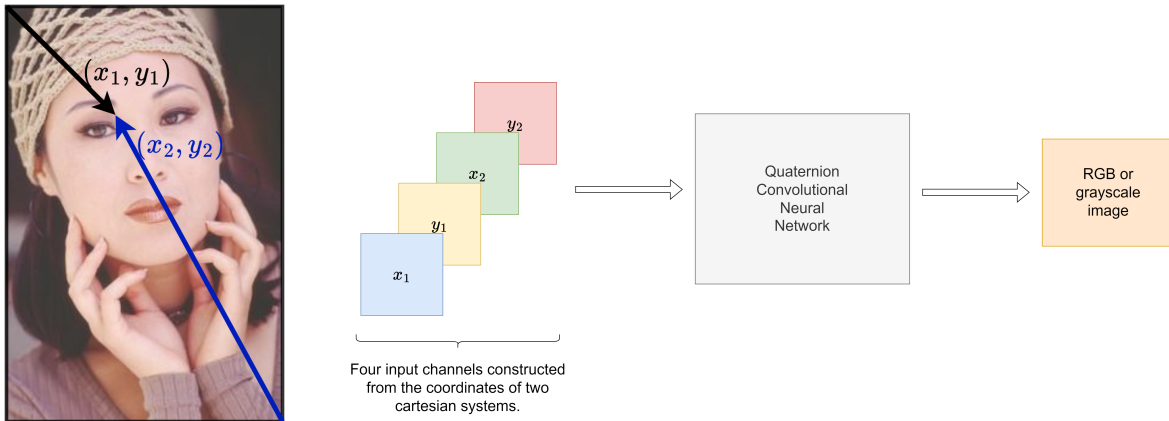 (x₁, y₁)
(x₂, y₂)
y₂
x₂
y₁
x₁
Four input channels constructed
from the coordinates of two
cartesian systems.
Quaternion
Convolutional
Neural
Network
RGB or
grayscale
image